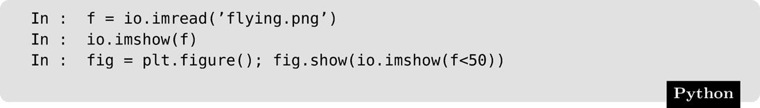 In : f = io.imread(’flying.png’)
In : io.imshow(f)
In : fig = plt.figure(); fig.show(io.imshow(f<50))
Python